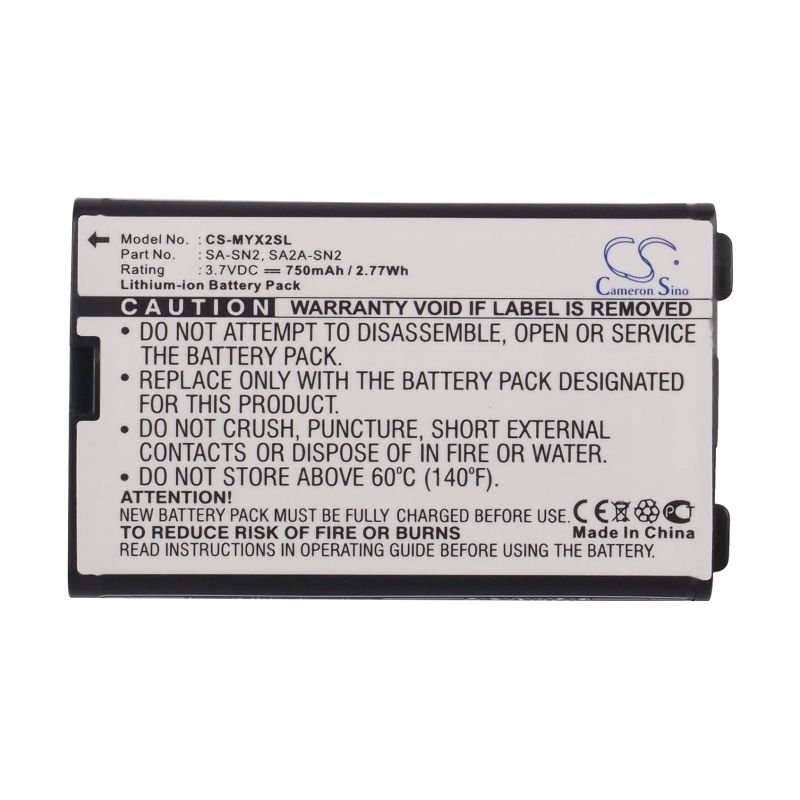 Model No. : CS-MYX2SL
Part No. : SA-SN2, SA2A-SN2
Rating : 3.7VDC 750mAh / 2.77Wh
Lithium-ion Battery Pack
CS
Cameron Sino
CAUTION WARRANTY VOID IF LABEL IS REMOVED
• DO NOT ATTEMPT TO DISASSEMBLE, OPEN OR SERVICE
THE BATTERY PACK.
• REPLACE ONLY WITH THE BATTERY PACK DESIGNATED
FOR THIS PRODUCT.
• DO NOT CRUSH, PUNCTURE, SHORT EXTERNAL
CONTACTS OR DISPOSE OF IN FIRE OR WATER.
• DO NOT STORE ABOVE 60ºC (140ºF).
ATTENTION!
NEW BATTERY PACK MUST BE FULLY CHARGED BEFORE USE.
TO REDUCE RISK OF FIRE OR BURNS
READ INSTRUCTIONS IN OPERATING GUIDE BEFORE USE.
CE
Made In China